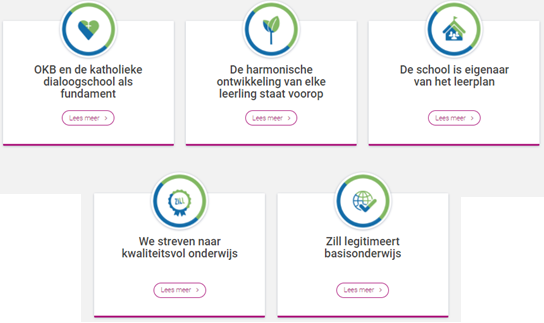 OKB en de katholieke
dialoogschool als
fundament
Lees meer >
De harmonische
ontwikkeling van elke
leerling staat voorop
Lees meer >
De school is eigenaar
van het leerplan
Lees meer >
ZILL
We streven naar
kwaliteitsvol onderwijs
Lees meer >
Zill legitimeert
basisonderwijs
Lees meer >